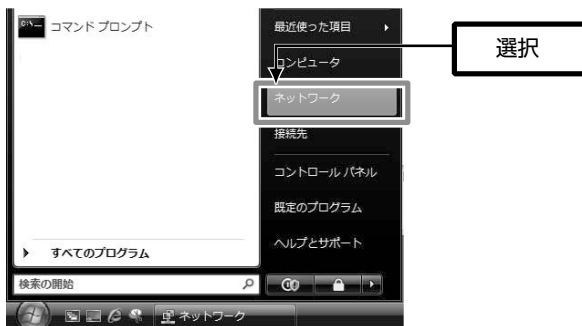 コマンド プロンプト
すべてのプログラム
検索の開始
最近使った項目
コンピュータ
ネットワーク
接続先
コントロール パネル
既定のプログラム
ヘルプとサポート
ネットワーク
選択